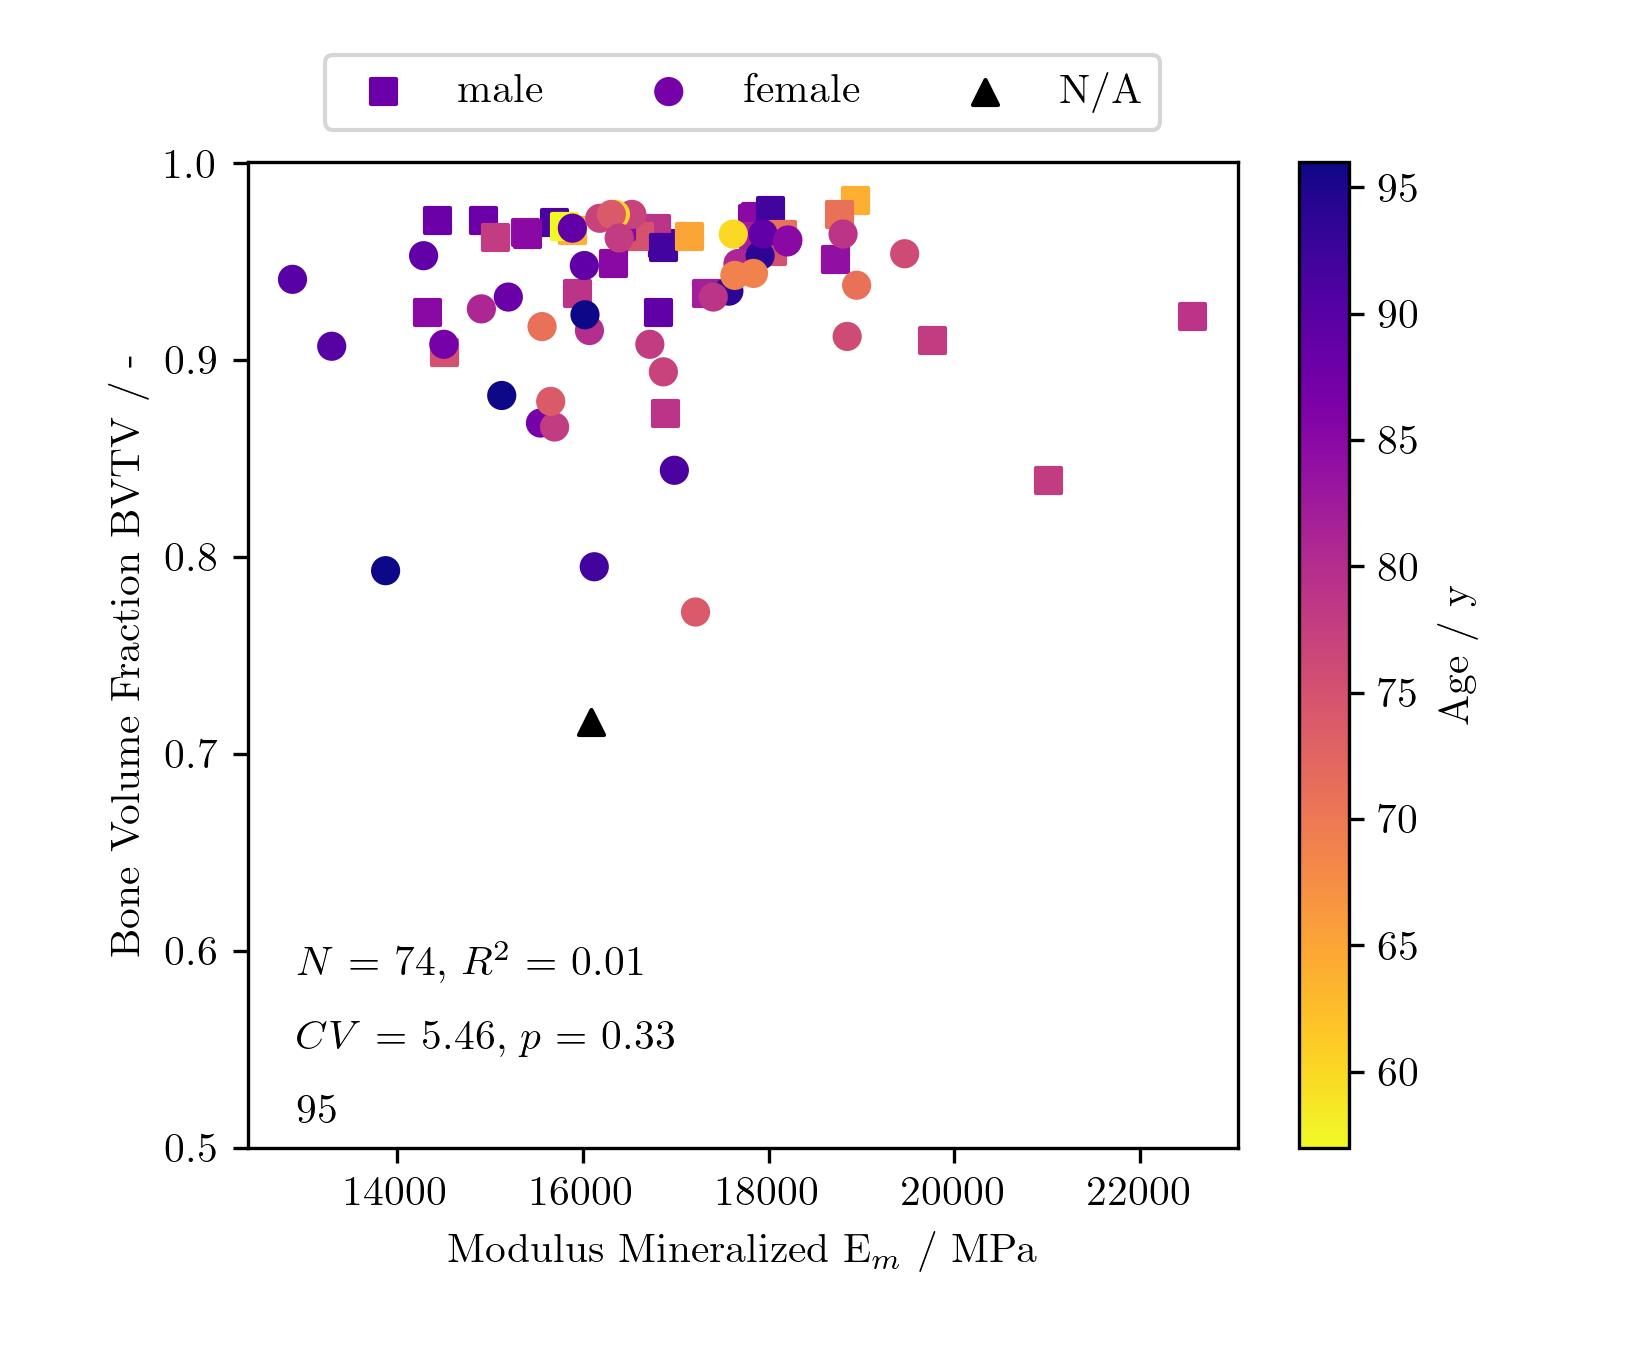 male female N/A
1.0
0.9
0.8
0.7
0.6
0.5
Bone Volume Fraction BVTV / -
N = 74, R² = 0.01
CV = 5.46, p = 0.33
95
14000 16000 18000 20000 22000
Modulus Mineralized Eₘ / MPa
95
90
85
80
75
70
65
60
Age / y